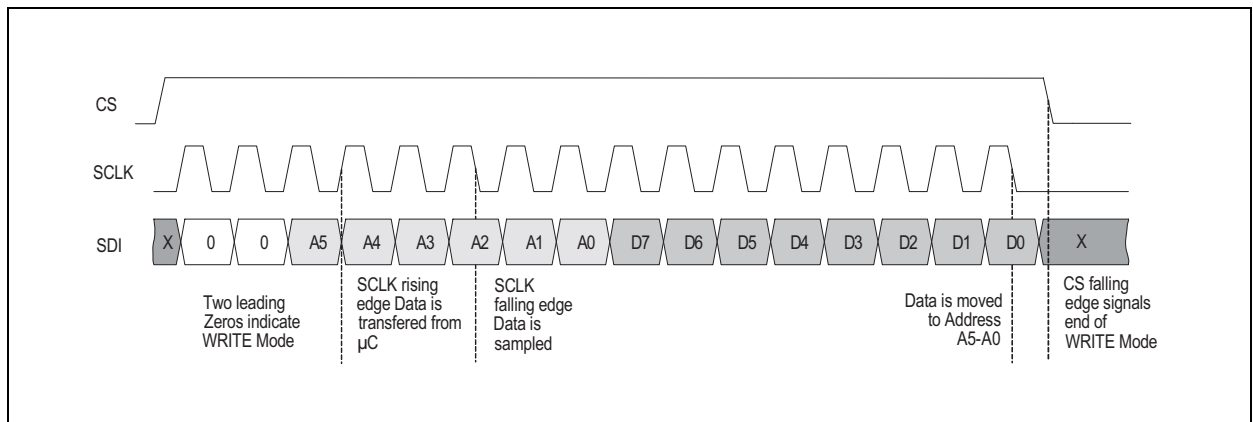 CS
SCLK
SDI
X 0 0 A5 A4 A3 A2 A1 A0 D7 D6 D5 D4 D3 D2 D1 D0 X
Two leading
Zeros indicate
WRITE Mode
SCLK rising
edge Data is
transfered from
µC
SCLK
falling edge
Data is
sampled
Data is moved
to Address
A5-A0
CS falling
edge signals
end of
WRITE Mode